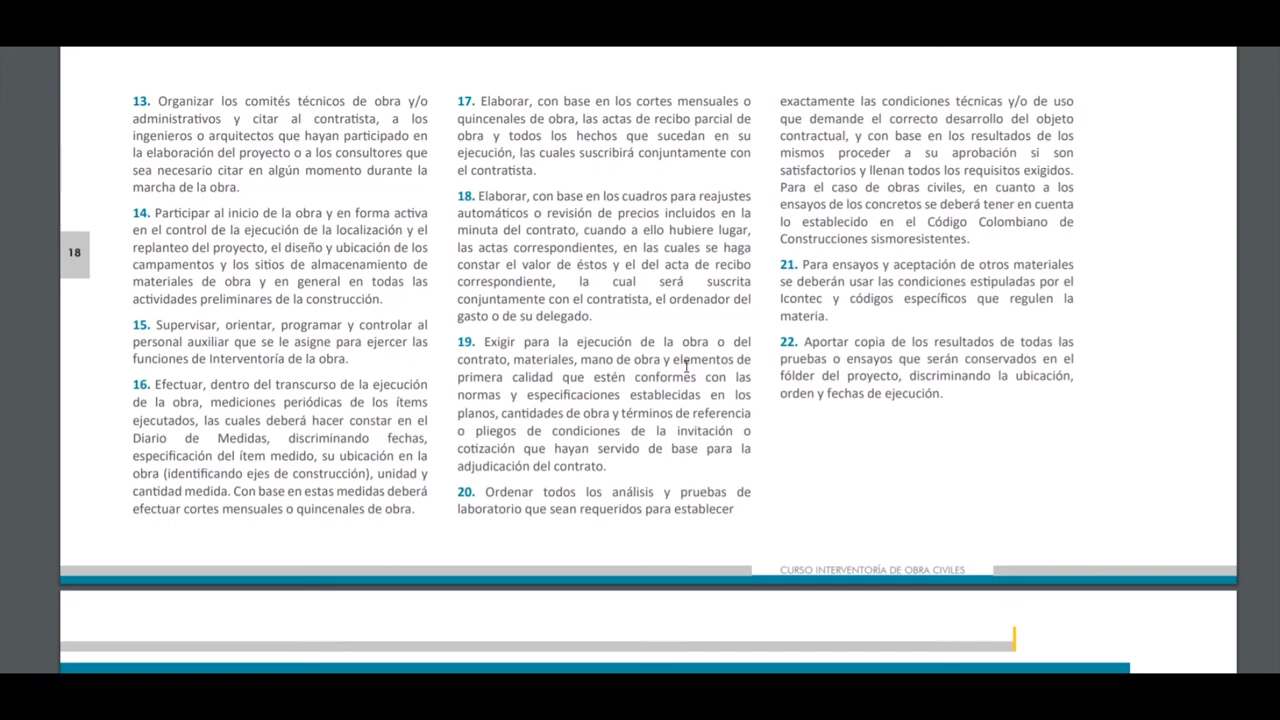 13. Organizar los comités técnicos de obra y/o
administrativos y citar al contratista, a los
ingenieros o arquitectos que hayan participado en
la elaboración del proyecto o a los consultores que
sea necesario citar en algún momento durante la
marcha de la obra.
14. Participar al inicio de la obra y en forma activa
en el control de la ejecución de la localización y el
replanteo del proyecto, el diseño y ubicación de los
campamentos y los sitios de almacenamiento de
materiales de obra y en general en todas las
actividades preliminares de la construcción.
15. Supervisar, orientar, programar y controlar al
personal auxiliar que se le asigne para ejercer las
funciones de Interventoría de la obra.
16. Efectuar, dentro del transcurso de la ejecución
de la obra, mediciones periódicas de los ítems
ejecutados, las cuales deberá hacer constar en el
Diario de Medidas, discriminando fechas,
especificación del ítem medido, su ubicación en la
obra (identificando ejes de construcción), unidad y
cantidad medida. Con base en estas medidas deberá
efectuar cortes mensuales o quincenales de obra.
17. Elaborar, con base en los cortes mensuales o
quincenales de obra, las actas de recibo parcial de
obra y todos los hechos que sucedan en su
ejecución, las cuales suscribirá conjuntamente con
el contratista.
18. Elaborar, con base en los cuadros para reajustes
automáticos o revisión de precios incluidos en la
minuta del contrato, cuando a ello hubiere lugar,
las actas correspondientes, en las cuales se haga
constar el valor de éstos y el del acta de recibo
correspondiente, la cual será suscrita
conjuntamente con el contratista, el ordenador del
gasto o de su delegado.
19. Exigir para la ejecución de la obra o del
contrato, materiales, mano de obra y elementos de
primera calidad que estén conformes con las
normas y especificaciones establecidas en los
planos, cantidades de obra y términos de referencia
o pliegos de condiciones de la invitación o
cotización que hayan servido de base para la
adjudicación del contrato.
20. Ordenar todos los análisis y pruebas de
laboratorio que sean requeridos para establecer
exactamente las condiciones técnicas y/o de uso
que demande el correcto desarrollo del objeto
contractual, y con base en los resultados de los
mismos proceder a su aprobación si son
satisfactorios y llenan todos los requisitos exigidos.
Para el caso de obras civiles, en cuanto a los
ensayos de los concretos se deberá tener en cuenta
lo establecido en el Código Colombiano de
Construcciones sismoresistentes.
21. Para ensayos y aceptación de otros materiales
se deberán usar las condiciones estipuladas por el
Icontec y códigos específicos que regulen la
materia.
22. Aportar copia de los resultados de todas las
pruebas o ensayos que serán conservados en el
fólder del proyecto, discriminando la ubicación,
orden y fechas de ejecución.
18
CURSO INTERVENTORÍA DE OBRA CIVILES